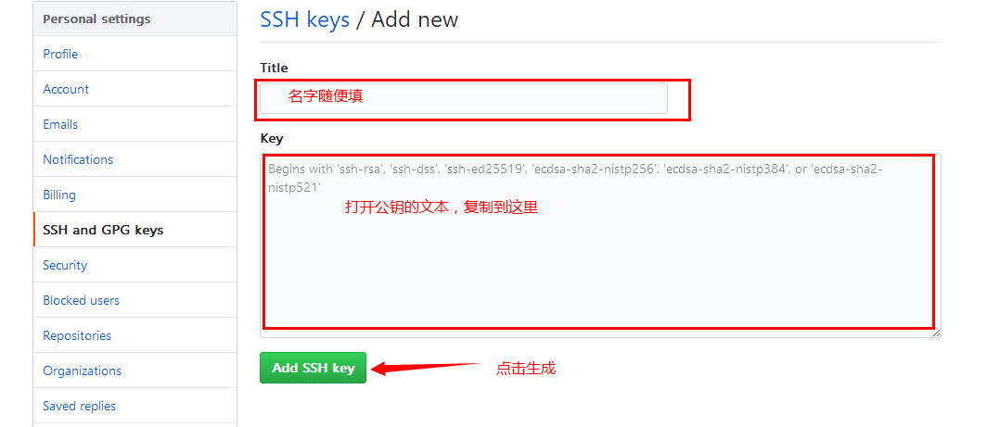 Personal settings
Profile
Account
Emails
Notifications
Billing
SSH and GPG keys
Security
Blocked users
Repositories
Organizations
Saved replies
SSH keys / Add new
Title
名字随便填
Key
Begins with 'ssh-rsa', 'ssh-dss', 'ssh-ed25519', 'ecdsa-sha2-nistp256', 'ecdsa-sha2-nistp384', or 'ecdsa-sha2-
nistp521'
打开公钥的文本，复制到这里
Add SSH key
点击生成